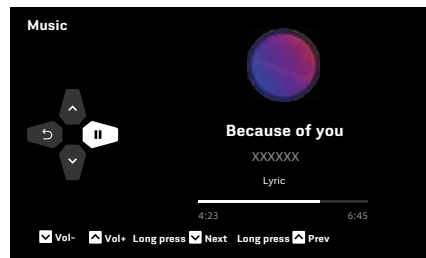 Music
Because of you
XXXXXX
Lyric
4:23 6:45
Vol- Vol+ Long press Next Long press Prev